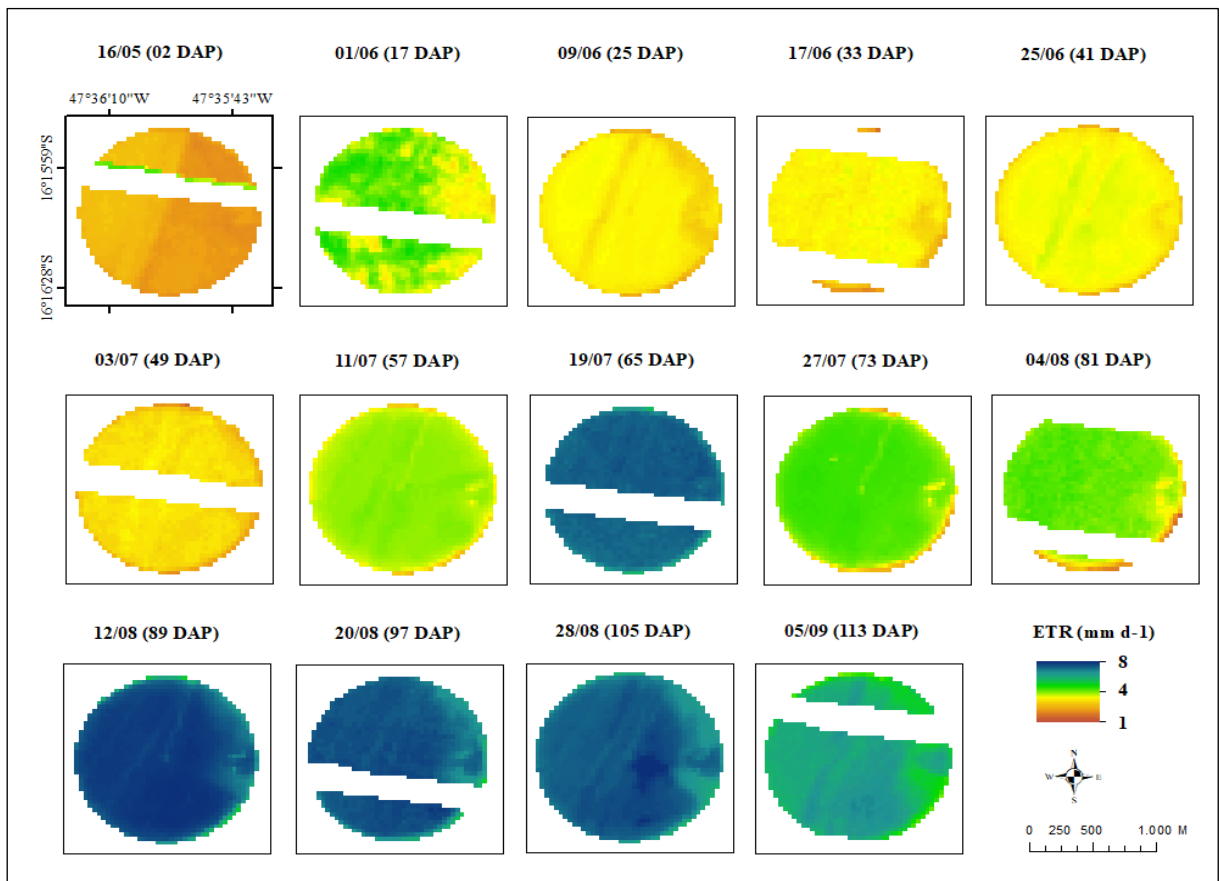 16/05 (02 DAP)
01/06 (17 DAP)
09/06 (25 DAP)
17/06 (33 DAP)
25/06 (41 DAP)
47°36'10"W
47°35'43"W
16°15'59"S
16°16'28"S
03/07 (49 DAP)
11/07 (57 DAP)
19/07 (65 DAP)
27/07 (73 DAP)
04/08 (81 DAP)
12/08 (89 DAP)
20/08 (97 DAP)
28/08 (105 DAP)
05/09 (113 DAP)
ETR (mm d-1)
8
4
1
N
W E
S
0 250 500 1.000 M